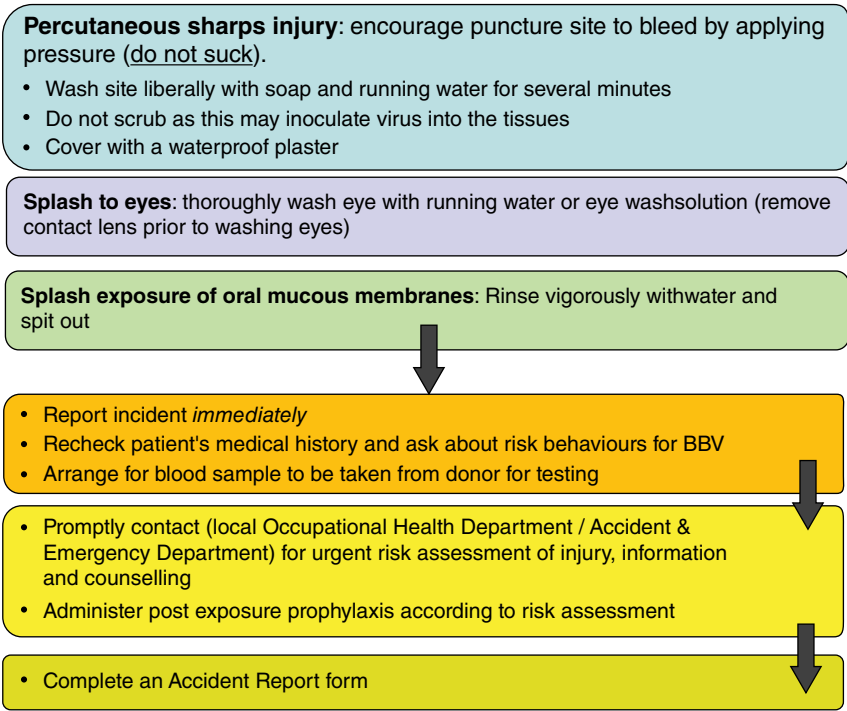 Percutaneous sharps injury: encourage puncture site to bleed by applying
pressure (do not suck).
• Wash site liberally with soap and running water for several minutes
• Do not scrub as this may inoculate virus into the tissues
• Cover with a waterproof plaster
Splash to eyes: thoroughly wash eye with running water or eye washsolution (remove
contact lens prior to washing eyes)
Splash exposure of oral mucous membranes: Rinse vigorously withwater and
spit out
• Report incident immediately
• Recheck patient's medical history and ask about risk behaviours for BBV
• Arrange for blood sample to be taken from donor for testing
• Promptly contact (local Occupational Health Department / Accident &
Emergency Department) for urgent risk assessment of injury, information
and counselling
• Administer post exposure prophylaxis according to risk assessment
• Complete an Accident Report form